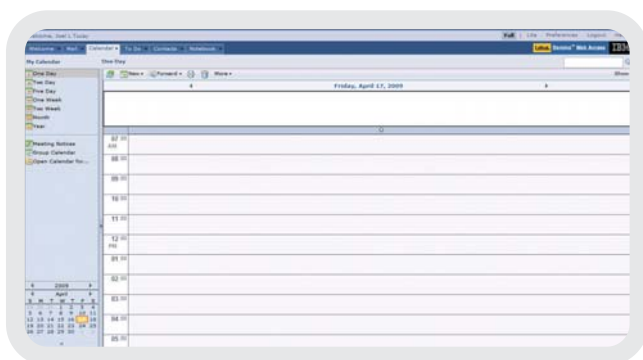 Welcome, Joel L Tozay
Full | Lite Preferences Logout
Welcome Mail Calendar To Do Contacts Notebook
Lotus Domino Web Access IBM
My Calendar
One Day
One Day
Two Day
Five Day
One Week
Two Week
Month
Year
New Forward More
Show
Friday, April 17, 2009
Meeting Notices
Group Calendar
Open Calendar for...
07 00
AM
08 00
09 00
10 00
11 00
12 00
PM
01 00
02 00
03 00
04 00
05 00
2009
April
S M T W T F S
1 2 3 4
5 6 7 8 9 10 11
12 13 14 15 16 18
19 20 21 22 23 24 25
26 27 28 29 30